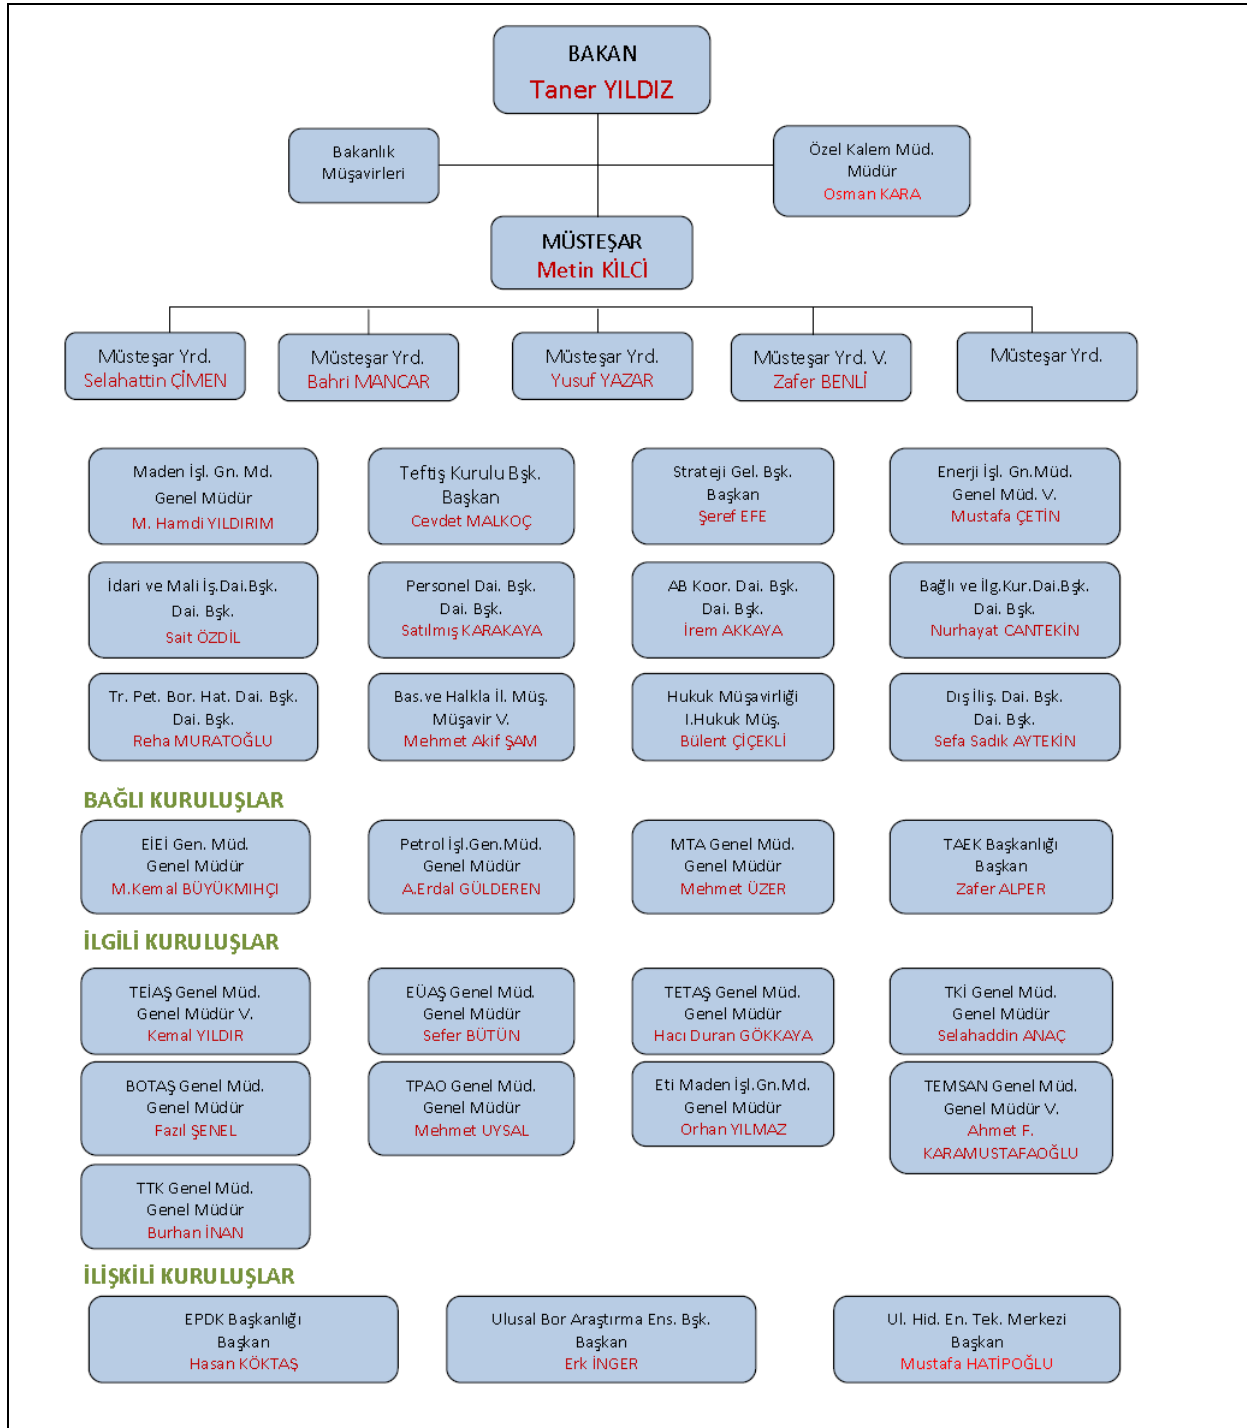 BAKAN
Taner YILDIZ
Bakanlık
Müşavirleri
Özel Kalem Müd.
Müdür
Osman KARA
MÜSTEŞAR
Metin KİLCİ
Müsteşar Yrd.
Selahattin ÇİMEN
Müsteşar Yrd.
Bahri MANCAR
Müsteşar Yrd.
Yusuf YAZAR
Müsteşar Yrd. V.
Zafer BENLİ
Müsteşar Yrd.
Maden İşl. Gn. Md.
Genel Müdür
M. Hamdi YILDIRIM
Teftiş Kurulu Bşk.
Başkan
Cevdet MALKOÇ
Strateji Gel. Bşk.
Başkan
Şeref EFE
Enerji İşl. Gn.Müd.
Genel Müd. V.
Mustafa ÇETİN
İdari ve Mali İş.Dai.Bşk.
Dai. Bşk.
Sait ÖZDİL
Personel Dai. Bşk.
Dai. Bşk.
Satılmış KARAKAYA
AB Koor. Dai. Bşk.
Dai. Bşk.
İrem AKKAYA
Bağlı ve İlg.Kur.Dai.Bşk.
Dai. Bşk.
Nurhayat CANTEKİN
Tr. Pet. Bor. Hat. Dai. Bşk.
Dai. Bşk.
Reha MURATOĞLU
Bas.ve Halkla İl. Müş.
Müşavir V.
Mehmet Akif ŞAM
Hukuk Müşavirliği
I.Hukuk Müş.
Bülent ÇİÇEKLİ
Dış İliş. Dai. Bşk.
Dai. Bşk.
Sefa Sadık AYTEKİN
BAĞLI KURULUŞLAR
EİEİ Gen. Müd.
Genel Müdür
M.Kemal BÜYÜKMIHÇI
Petrol İşl.Gen.Müd.
Genel Müdür
A.Erdal GÜLDEREN
MTA Genel Müd.
Genel Müdür
Mehmet ÜZER
TAEK Başkanlığı
Başkan
Zafer ALPER
İLGİLİ KURULUŞLAR
TEİAŞ Genel Müd.
Genel Müdür V.
Kemal YILDIR
EÜAŞ Genel Müd.
Genel Müdür
Sefer BÜTÜN
TETAŞ Genel Müd.
Genel Müdür
Hacı Duran GÖKKAYA
TKİ Genel Müd.
Genel Müdür
Selahaddin ANAÇ
BOTAŞ Genel Müd.
Genel Müdür
Fazıl ŞENEL
TPAO Genel Müd.
Genel Müdür
Mehmet UYSAL
Eti Maden İşl.Gn.Md.
Genel Müdür
Orhan YILMAZ
TEMSAN Genel Müd.
Genel Müdür V.
Ahmet F.
KARAMUSTAFAOĞLU
TTK Genel Müd.
Genel Müdür
Burhan İNAN
İLİŞKİLİ KURULUŞLAR
EPDK Başkanlığı
Başkan
Hasan KÖKTAŞ
Ulusal Bor Araştırma Ens. Bşk.
Başkan
Erk İNGER
Ul. Hid. En. Tek. Merkezi
Başkan
Mustafa HATİPOĞLU